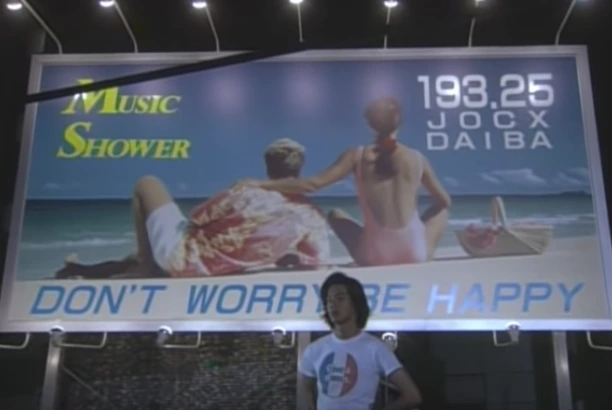 MUSIC
SHOWER
193.25
JOCX
DAIBA
DON'T WORRY BE HAPPY